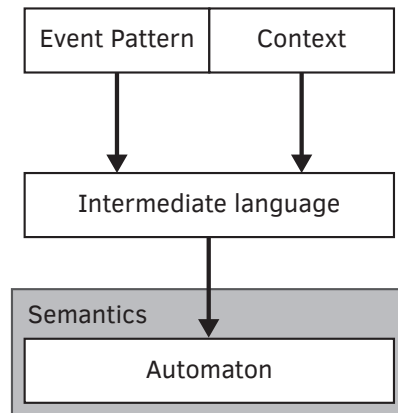 Event Pattern Context
Intermediate language
Semantics
Automaton